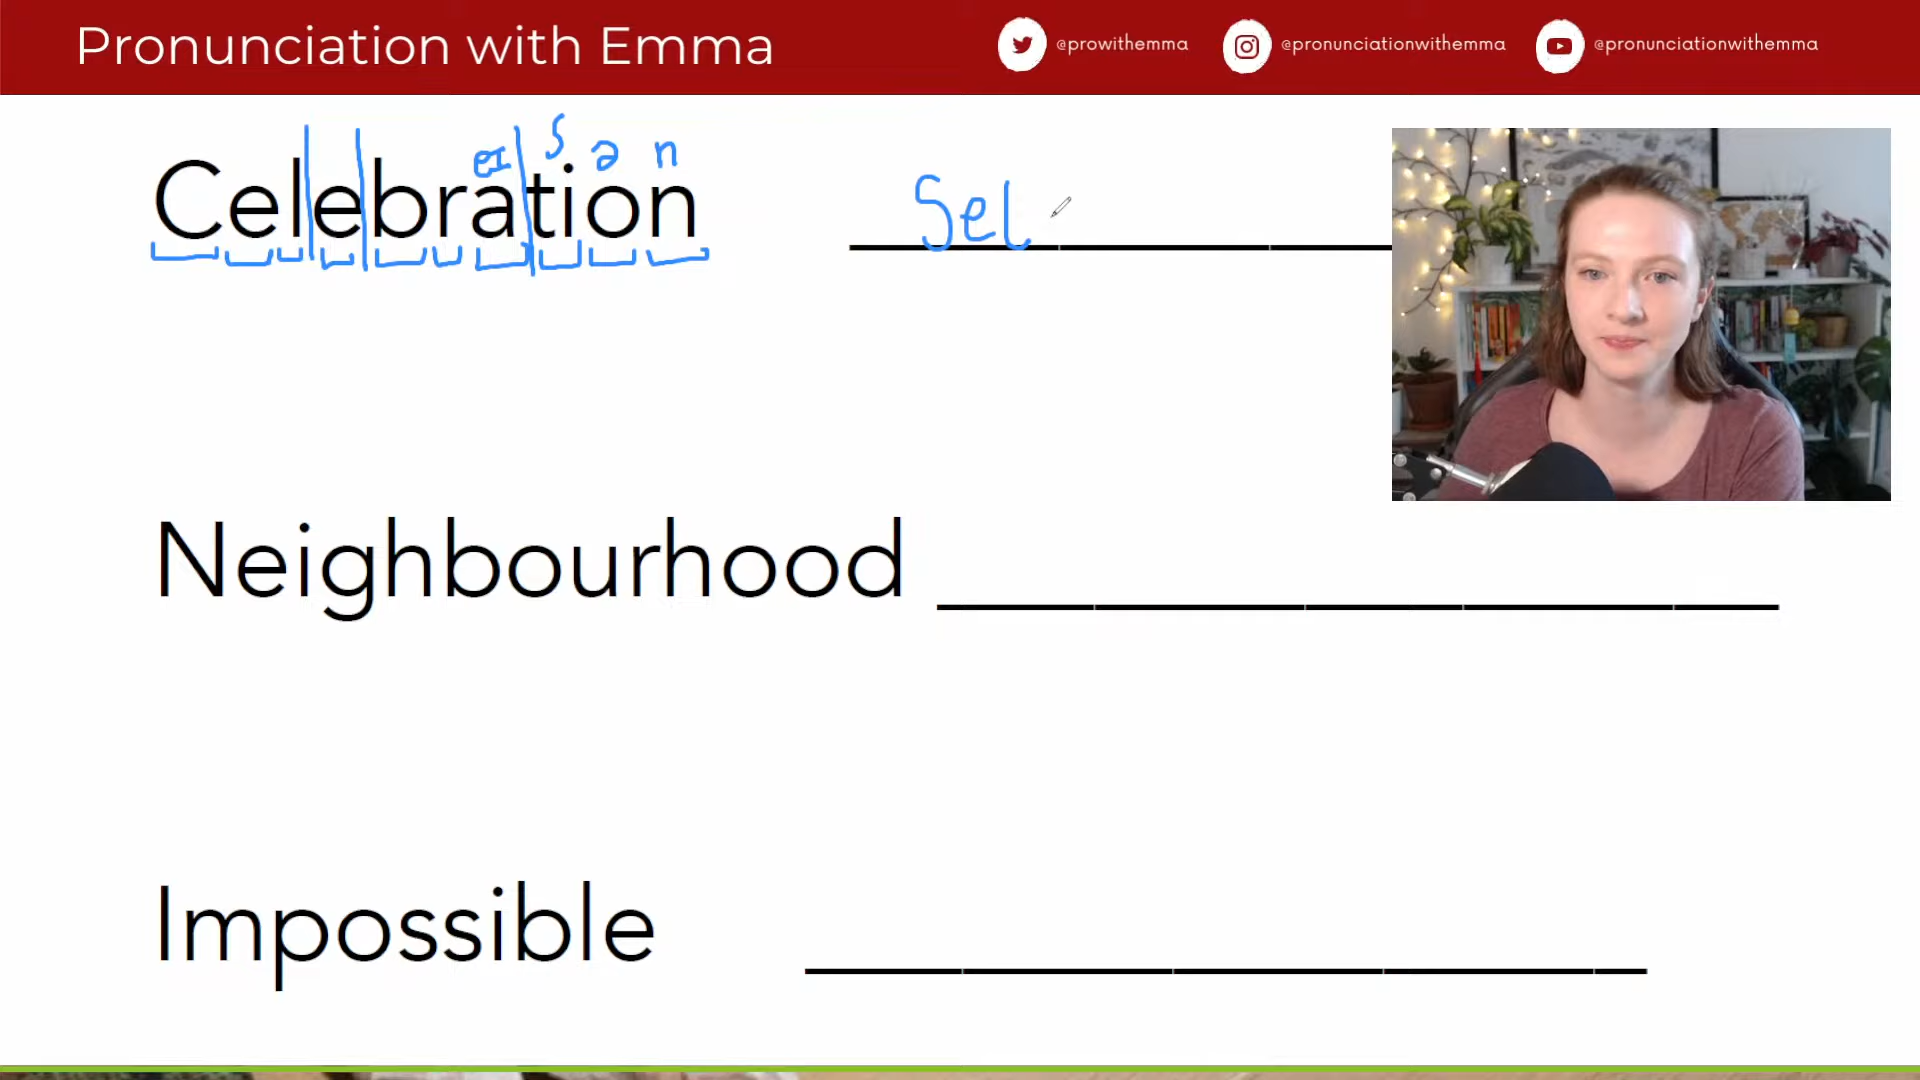 Pronunciation with Emma @prowithemma @pronunciationwithemma @pronunciationwithemma
eɪ ʃ ə n
Celebration sel
Neighbourhood
Impossible